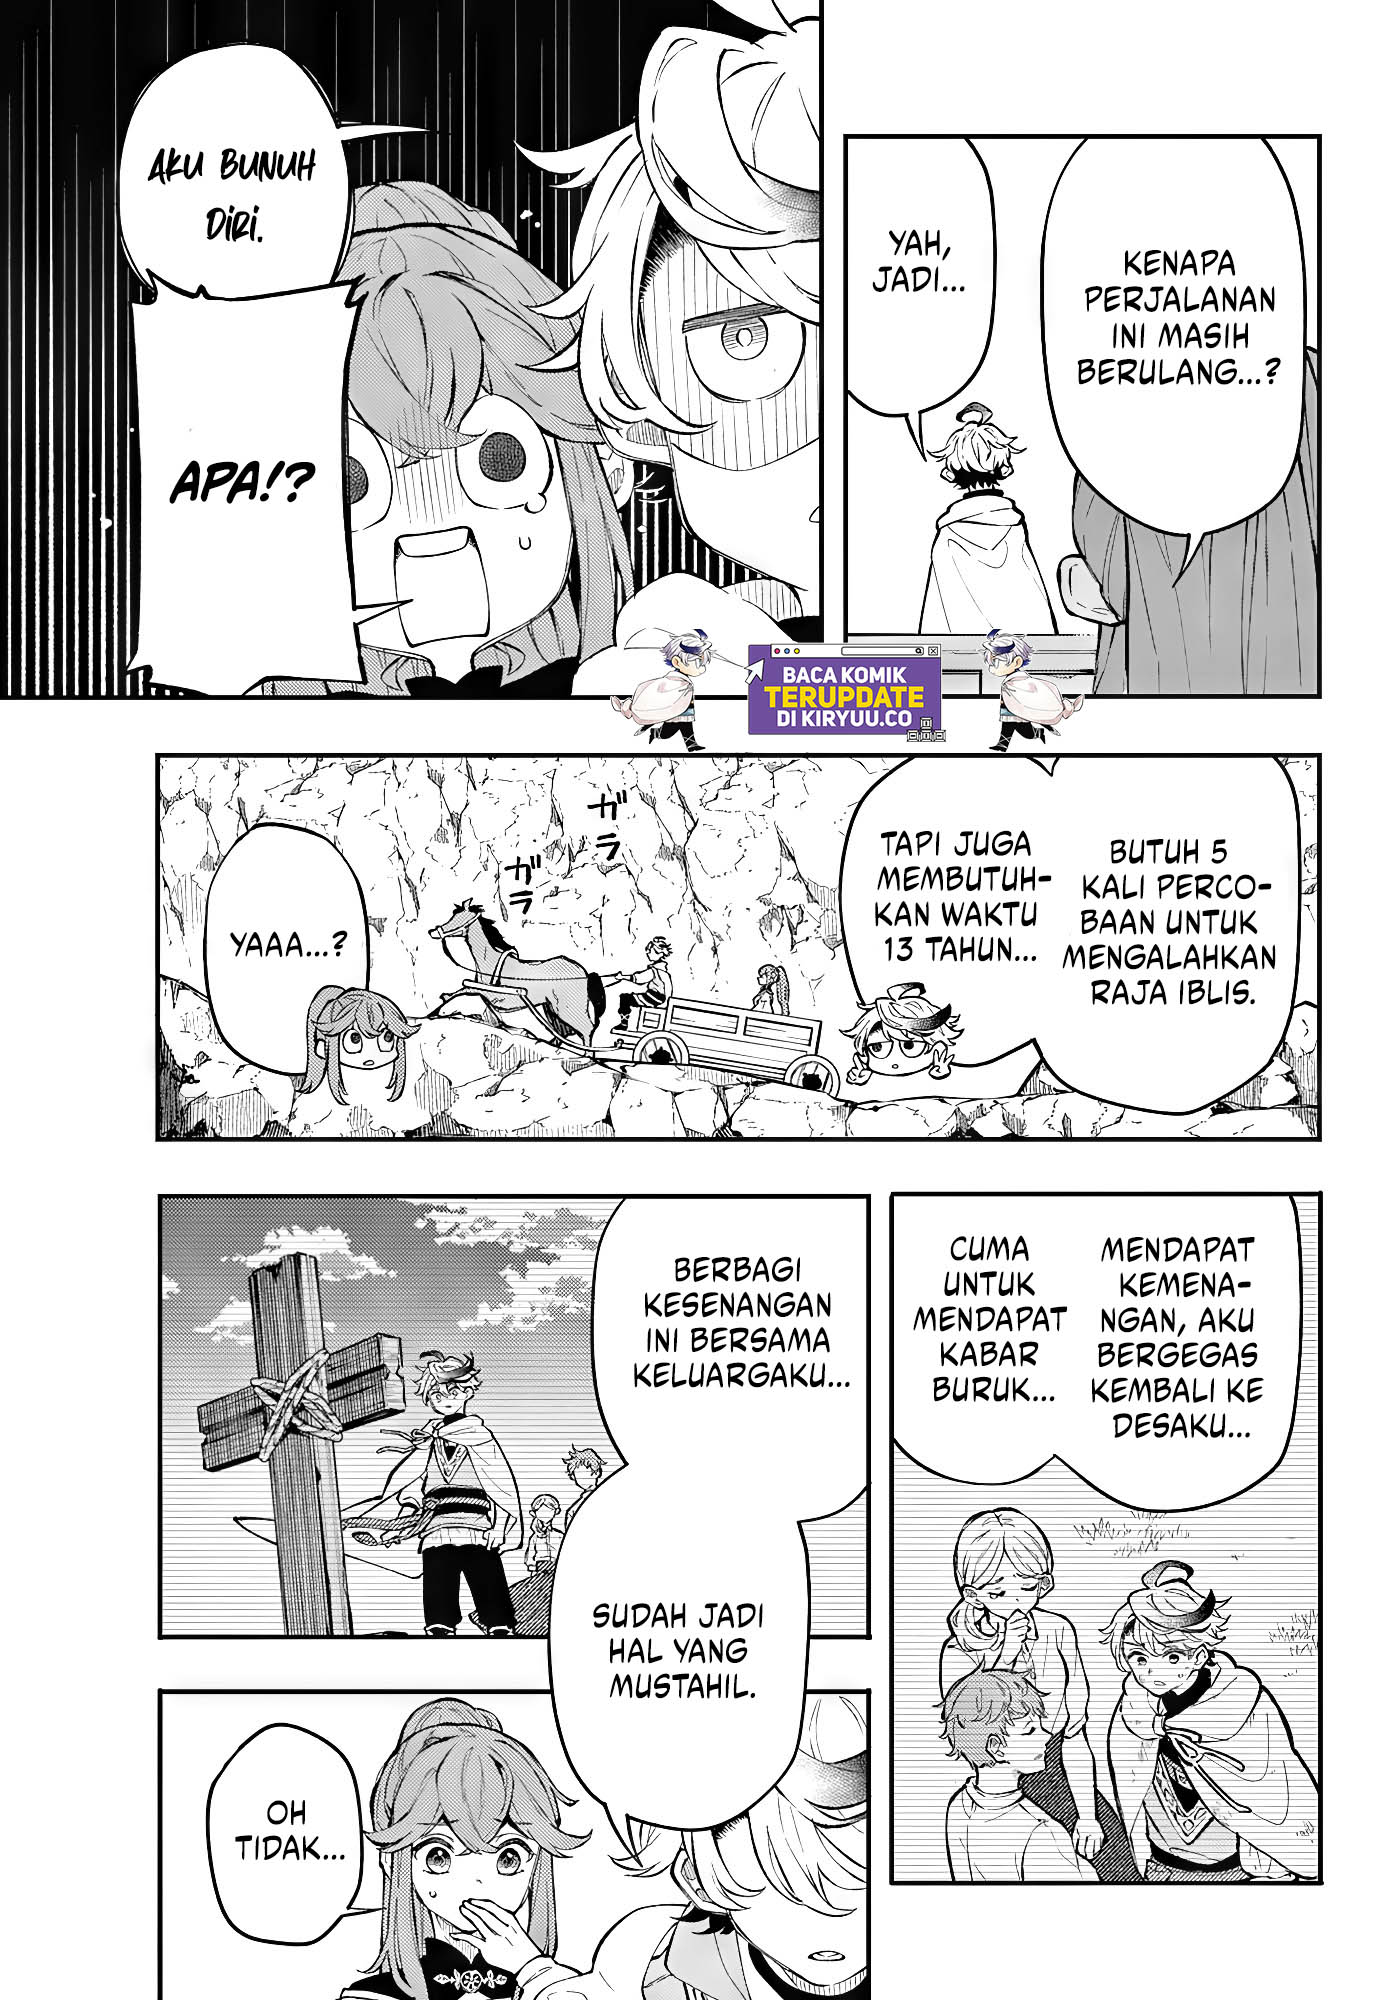 KENAPA
PERJALANAN
INI MASIH
BERULANG...?
YAH,
JADI...
AKU BUNUH
DIRI.
APA!?
BACA KOMIK
TERUPDATE
DI KIRYUU.CO
BUTUH 5
KALI PERCO-
BAAN UNTUK
MENGALAHKAN
RAJA IBLIS.
TAPI JUGA
MEMBUTUH-
KAN WAKTU
13 TAHUN...
ガラ
ガラ
YAAA...?
MENDAPAT
KEMENA-
NGAN, AKU
BERGEGAS
KEMBALI KE
DESAKU...
CUMA
UNTUK
MENDAPAT
KABAR
BURUK...
BERBAGI
KESENANGAN
INI BERSAMA
KELUARGAKU...
SUDAH JADI
HAL YANG
MUSTAHIL.
OH
TIDAK...